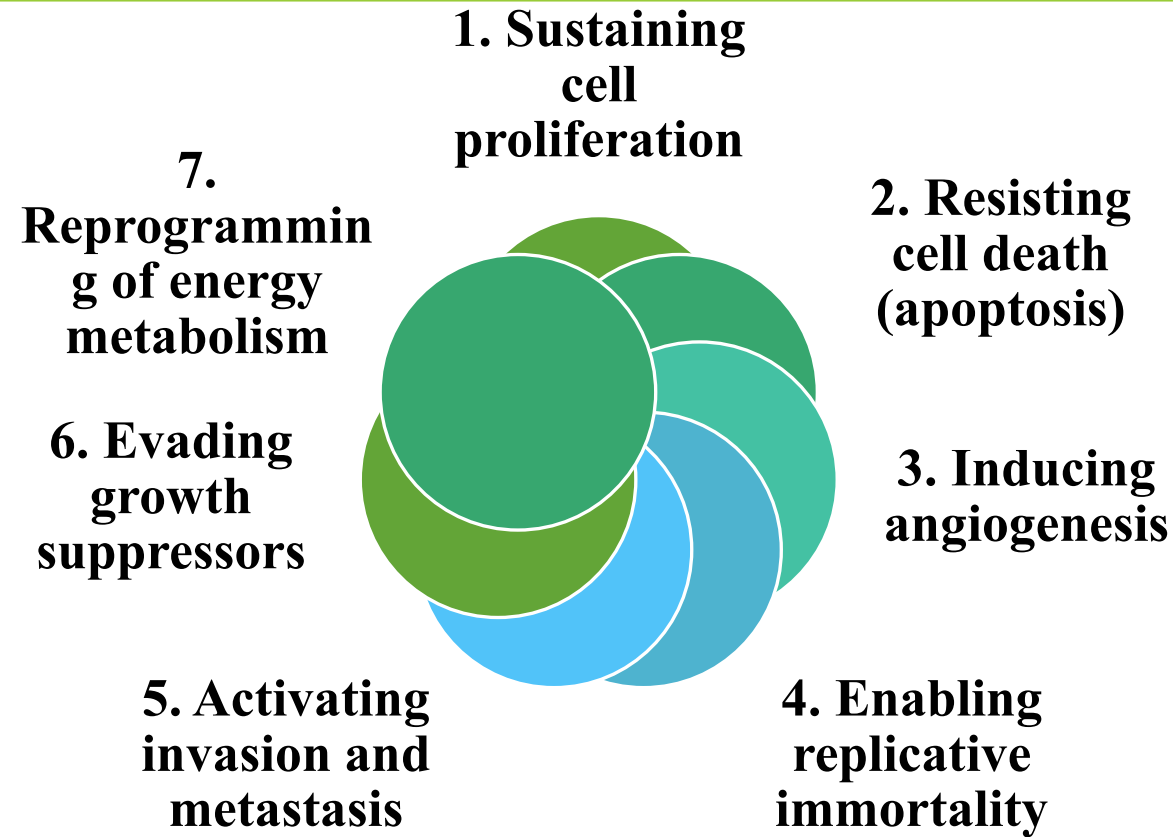 1. Sustaining
cell
proliferation
2. Resisting
cell death
(apoptosis)
3. Inducing
angiogenesis
4. Enabling
replicative
immortality
5. Activating
invasion and
metastasis
6. Evading
growth
suppressors
7.
Reprogrammin
g of energy
metabolism